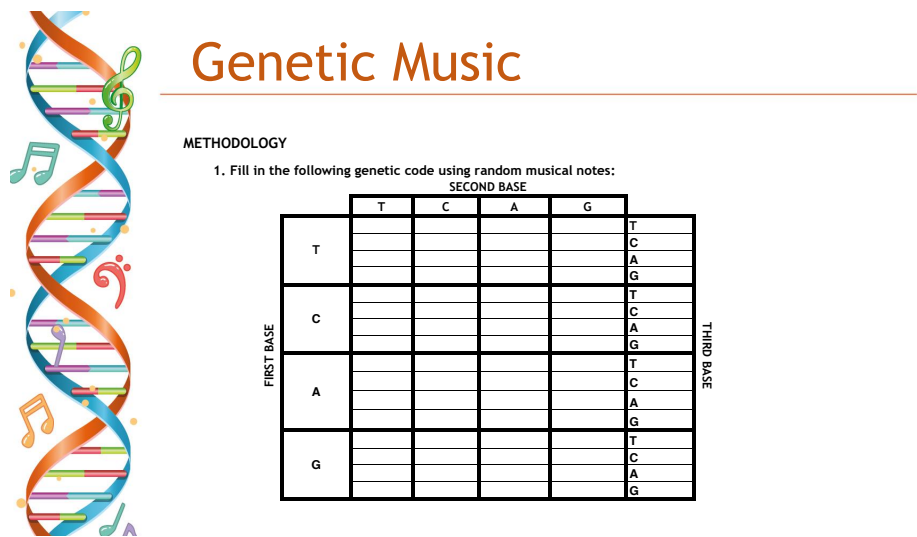 Genetic Music
METHODOLOGY
1. Fill in the following genetic code using random musical notes:
SECOND BASE
T C A G
FIRST BASE
T
T
C
A
G
C
T
C
A
G
A
T
C
A
G
G
T
C
A
G
THIRD BASE